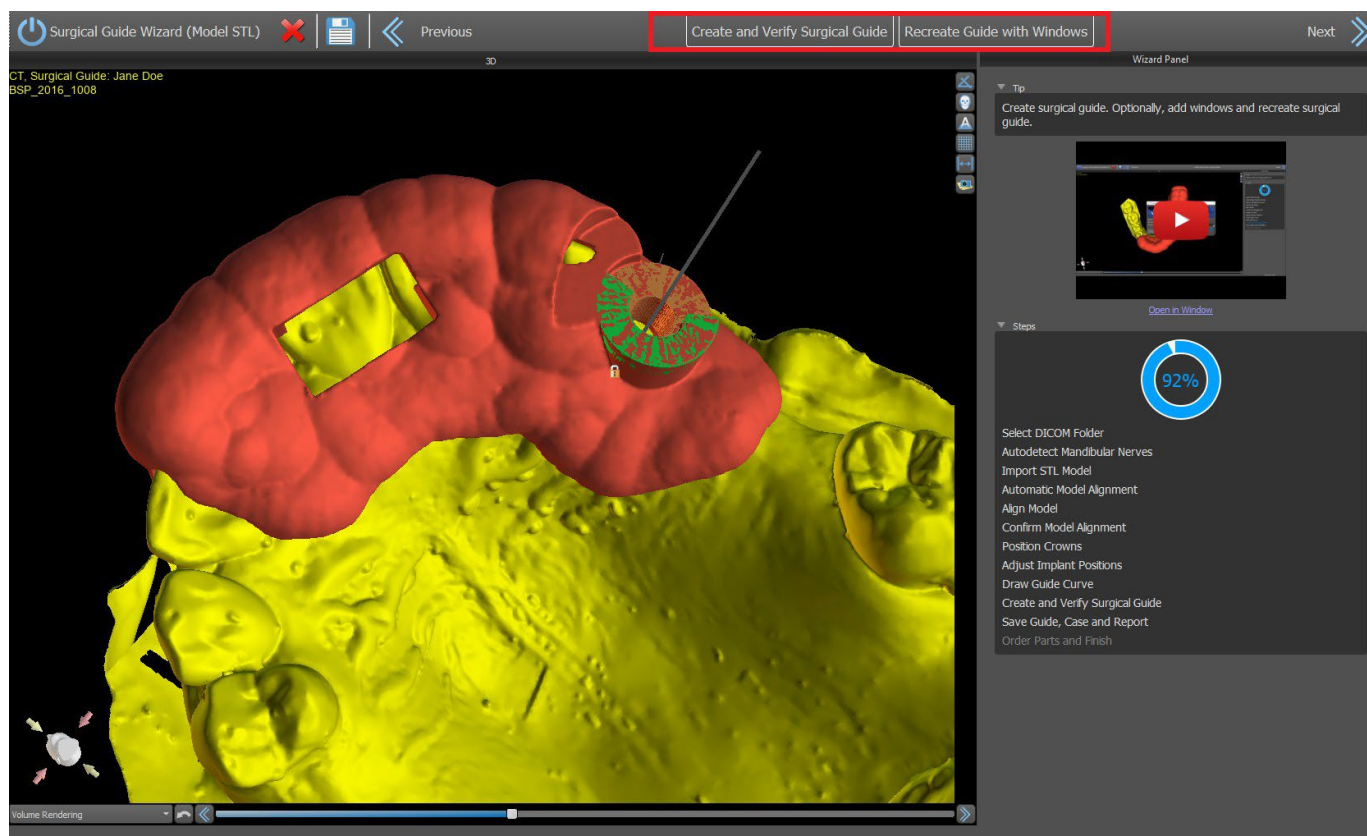 Surgical Guide Wizard (Model STL)
Previous
Create and Verify Surgical Guide
Recreate Guide with Windows
Next
3D
Wizard Panel
CT, Surgical Guide: Jane Doe
BSP_2016_1008
A
Tip
Create surgical guide. Optionally, add windows and recreate surgical
guide.
Open in Window
Steps
92%
Select DICOM Folder
Autodetect Mandibular Nerves
Import STL Model
Automatic Model Alignment
Align Model
Confirm Model Alignment
Position Crowns
Adjust Implant Positions
Draw Guide Curve
Create and Verify Surgical Guide
Save Guide, Case and Report
Order Parts and Finish
Volume Rendering